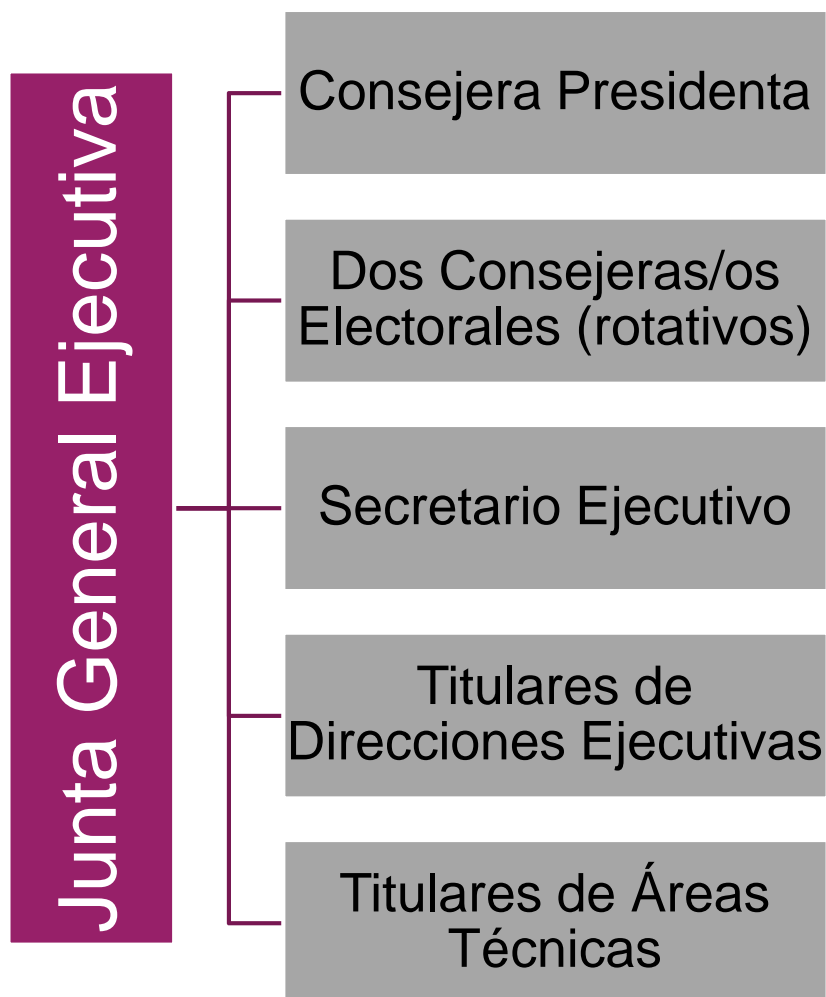 Junta General Ejecutiva
Consejera Presidenta
Dos Consejeras/os
Electorales (rotativos)
Secretario Ejecutivo
Titulares de
Direcciones Ejecutivas
Titulares de Áreas
Técnicas